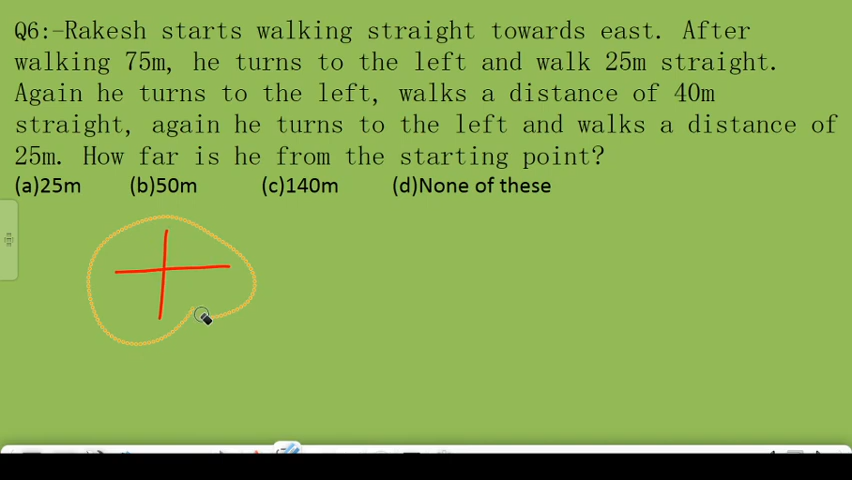 Q6:-Rakesh starts walking straight towards east. After
walking 75m, he turns to the left and walk 25m straight.
Again he turns to the left, walks a distance of 40m
straight, again he turns to the left and walks a distance of
25m. How far is he from the starting point?
(a)25m (b)50m (c)140m (d)None of these